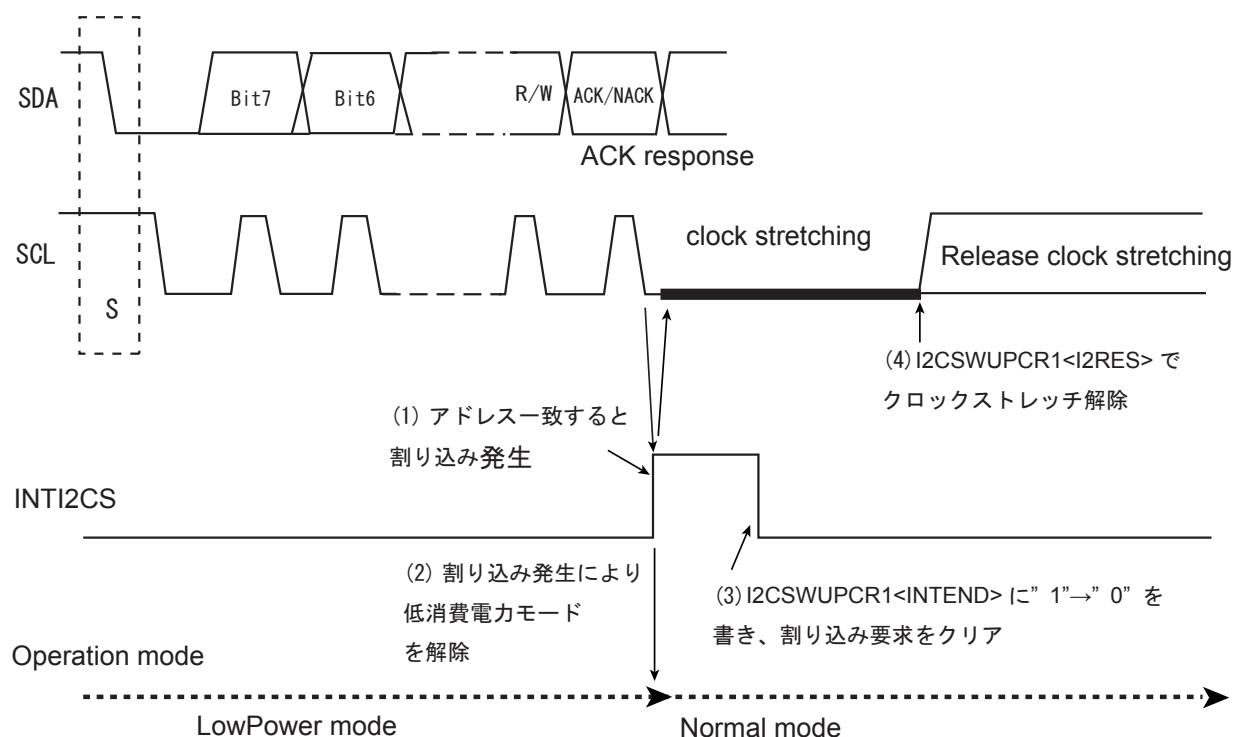 SDA
Bit7
Bit6
R/W
ACK/NACK
ACK response
SCL
clock stretching
Release clock stretching
S
(4) I2CSWUPCR1<I2RES> で
クロックストレッチ解除
(1) アドレス一致すると
割り込み発生
INTI2CS
(2) 割り込み発生により
低消費電力モード
を解除
(3) I2CSWUPCR1<INTEND> に” 1”→” 0” を
書き、割り込み要求をクリア
Operation mode
LowPower mode
Normal mode